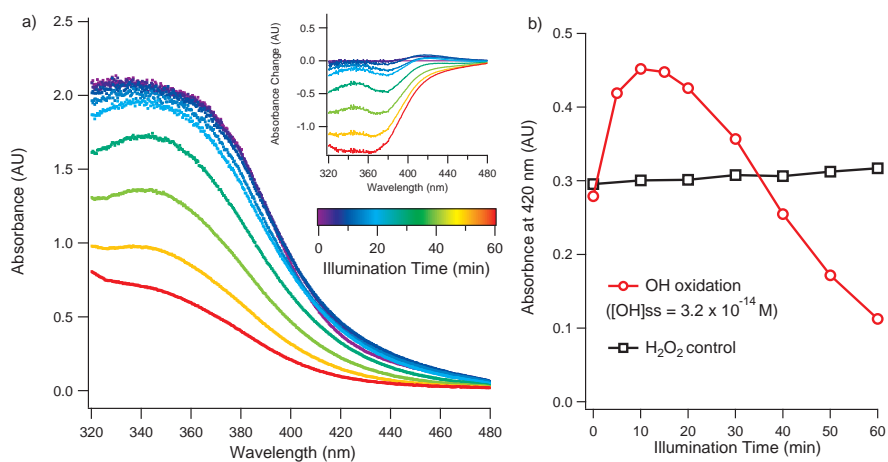 a)
2.5
2.0
1.5
1.0
0.5
0.0
Absorbance (AU)
320 340 360 380 400 420 440 460 480
Wavelength (nm)
0.5
0.0
-0.5
-1.0
Absorbance Change (AU)
320 360 400 440 480
Wavelength (nm)
0 20 40 60
Illumination Time (min)
b)
0.5
0.4
0.3
0.2
0.1
0.0
Absorbnce at 420 nm (AU)
OH oxidation
([OH]ss = 3.2 x 10⁻¹⁴ M)
H₂O₂ control
0 10 20 30 40 50 60
Illumination Time (min)